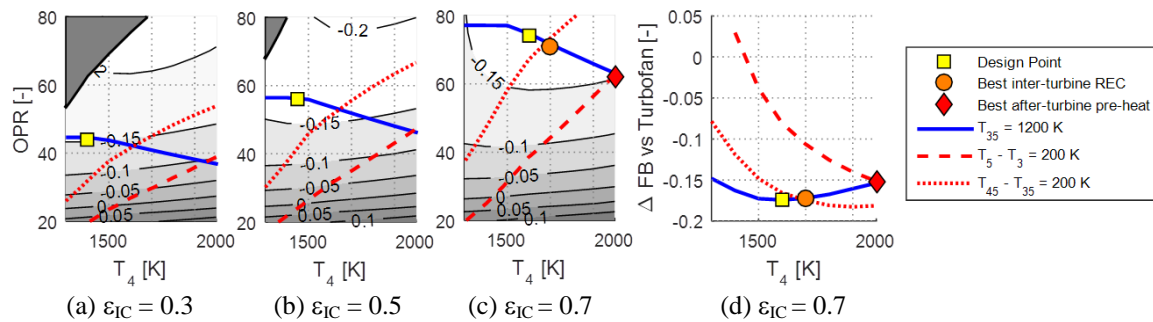 OPR [-]
80
60
40
20
1500
2000
T4 [K]
-0.15
-0.1
-0.05
0
0.05
(a) εIC = 0.3
80
60
40
20
1500
2000
T4 [K]
-0.2
-0.15
-0.1
-0.05
0
0.05
0.1
(b) εIC = 0.5
80
60
40
20
1500
2000
T4 [K]
-0.15
-0.1
-0.05
0
0.05
0.1
(c) εIC = 0.7
Δ FB vs Turbofan
0.05
0
-0.05
-0.1
-0.15
-0.2
1600
2000
T4 [K]
(d) εIC = 0.7
Design Point
Best inter-turbine REC
Best after-turbine pre-heat
T35 = 1200 K
T5 - T3 = 200 K
T45 - T35 = 200 K